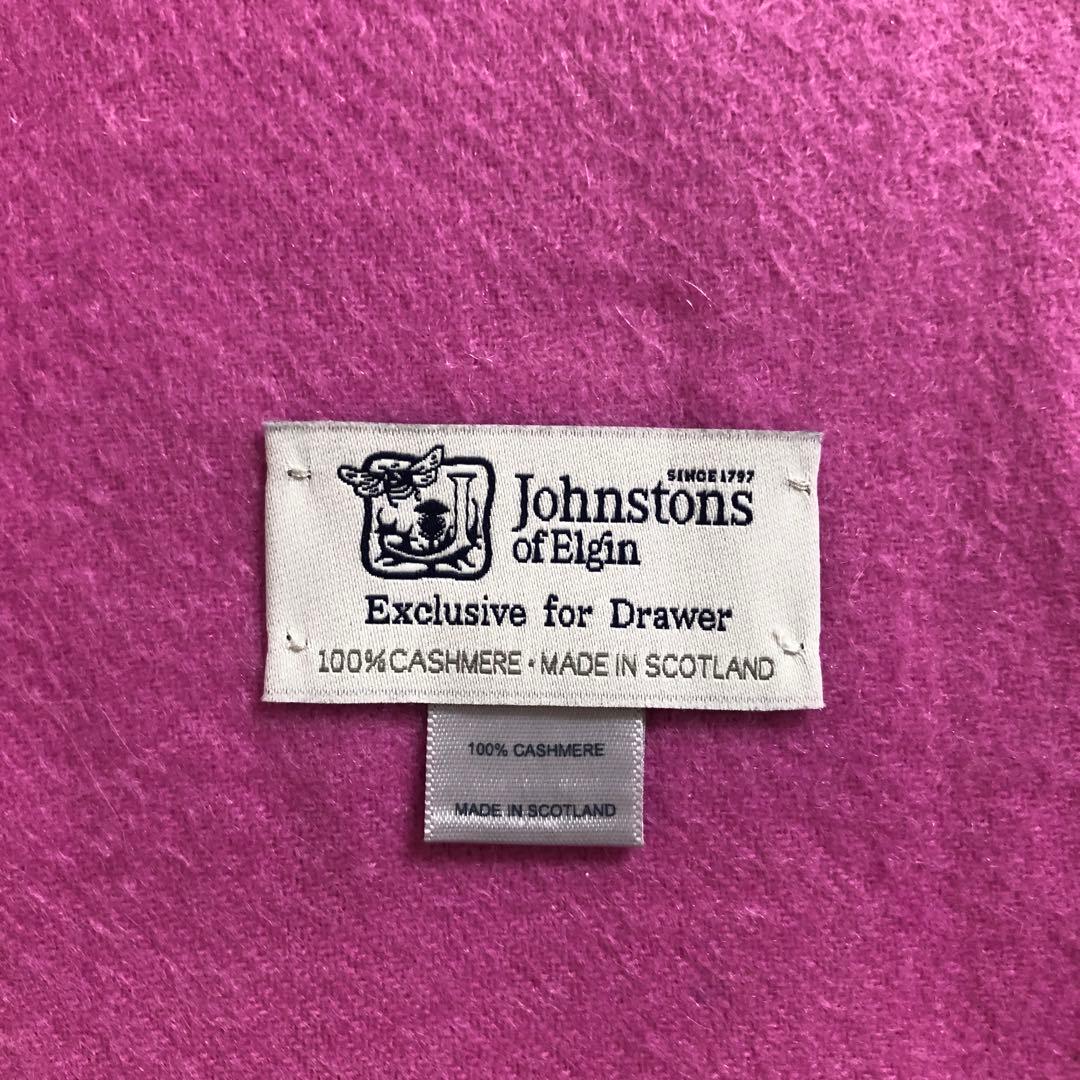 SINCE 1797
Johnstons
of Elgin
Exclusive for Drawer
100% CASHMERE • MADE IN SCOTLAND
100% CASHMERE
MADE IN SCOTLAND